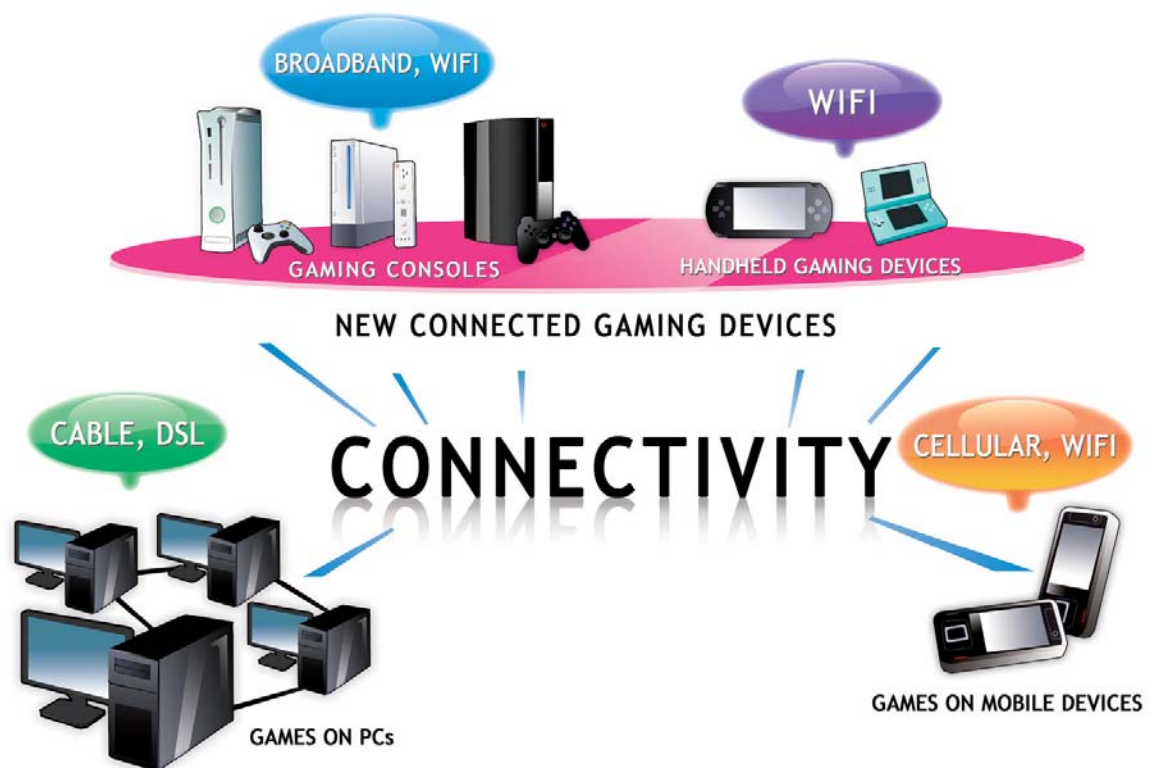 BROADBAND, WIFI
WIFI
GAMING CONSOLES
HANDHELD GAMING DEVICES
NEW CONNECTED GAMING DEVICES
CABLE, DSL
CONNECTIVITY
CELLULAR, WIFI
GAMES ON PCs
GAMES ON MOBILE DEVICES